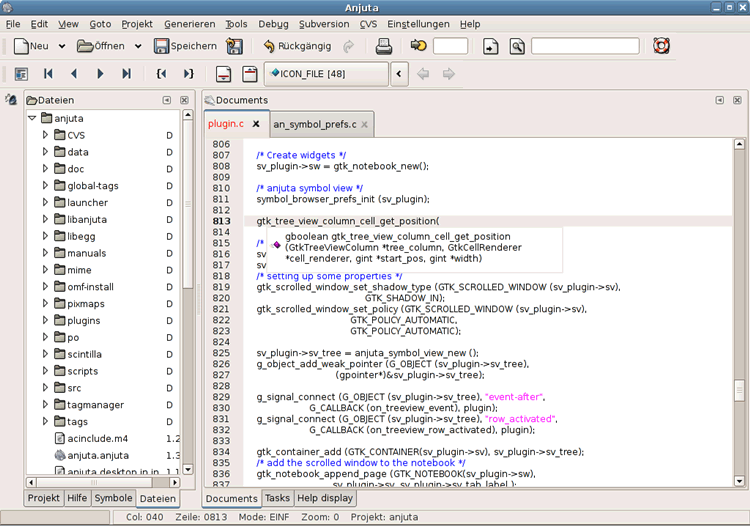 Anjuta
File Edit View Goto Projekt Generieren Tools Debug Subversion CVS Einstellungen Help
Neu Öffnen Speichern Rückgängig
ICON_FILE [48]
Dateien
anjuta
CVS D
data D
doc D
global-tags D
launcher D
libanjuta D
libegg D
manuals D
mime D
omf-install D
pixmaps D
plugins D
po D
scintilla D
scripts D
src D
tagmanager D
tags D
acinclude.m4 1.2
anjuta.anjuta 1.3
anjuta.desktop.in.in 1.1
Projekt Hilfe Symbole Dateien
Documents
plugin.c an_symbol_prefs.c
806
807 /* Create widgets */
808 sv_plugin->sw = gtk_notebook_new();
809
810 /* anjuta symbol view */
811 symbol_browser_prefs_init (sv_plugin);
812
813 gtk_tree_view_column_cell_get_position(
814
gboolean gtk_tree_view_column_cell_get_position
(GtkTreeViewColumn *tree_column, GtkCellRenderer
*cell_renderer, gint *start_pos, gint *width)
815 /*
816 sv
817 sv
818 /* setting up some properties */
819 gtk_scrolled_window_set_shadow_type (GTK_SCROLLED_WINDOW (sv_plugin->sv),
820 GTK_SHADOW_IN);
821 gtk_scrolled_window_set_policy (GTK_SCROLLED_WINDOW (sv_plugin->sv),
822 GTK_POLICY_AUTOMATIC,
823 GTK_POLICY_AUTOMATIC);
824
825 sv_plugin->sv_tree = anjuta_symbol_view_new ();
826 g_object_add_weak_pointer (G_OBJECT (sv_plugin->sv_tree),
827 (gpointer*)&sv_plugin->sv_tree);
828
829 g_signal_connect (G_OBJECT (sv_plugin->sv_tree), "event-after",
830 G_CALLBACK (on_treeview_event), plugin);
831 g_signal_connect (G_OBJECT (sv_plugin->sv_tree), "row_activated",
832 G_CALLBACK (on_treeview_row_activated), plugin);
833
834 gtk_container_add (GTK_CONTAINER(sv_plugin->sv), sv_plugin->sv_tree);
835 /* add the scrolled window to the notebook */
836 gtk_notebook_append_page (GTK_NOTEBOOK(sv_plugin->sw),
837 sv_plugin->sv, sv_plugin->sv_tab_label );
Documents Tasks Help display
Col: 040 Zeile: 0813 Mode: EINF Zoom: 0 Projekt: anjuta